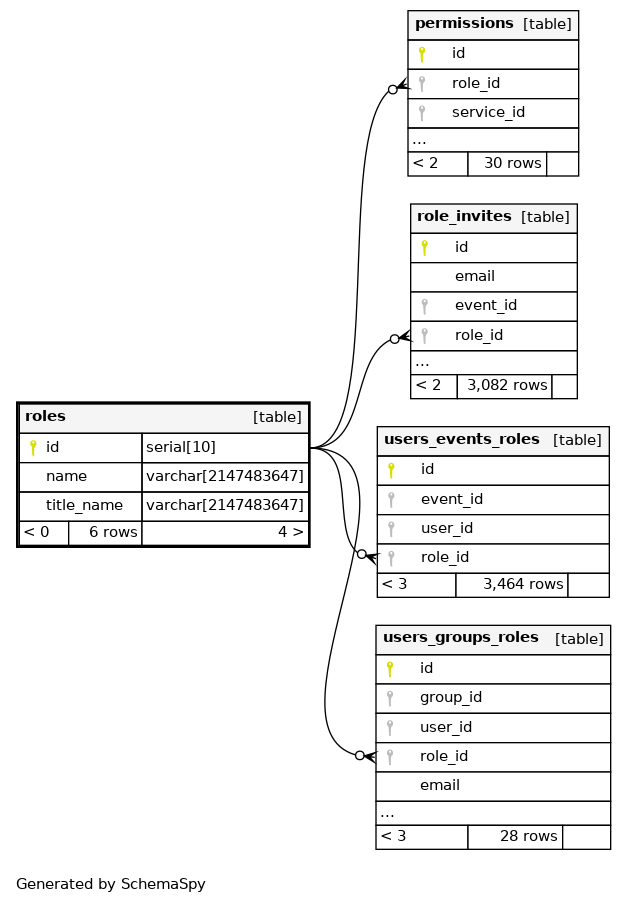 permissions [table]
id
role_id
service_id
...
< 2 30 rows
role_invites [table]
id
email
event_id
role_id
...
< 2 3,082 rows
roles [table]
id serial[10]
name varchar[2147483647]
title_name varchar[2147483647]
< 0 6 rows 4 >
users_events_roles [table]
id
event_id
user_id
role_id
< 3 3,464 rows
users_groups_roles [table]
id
group_id
user_id
role_id
email
...
< 3 28 rows
Generated by SchemaSpy